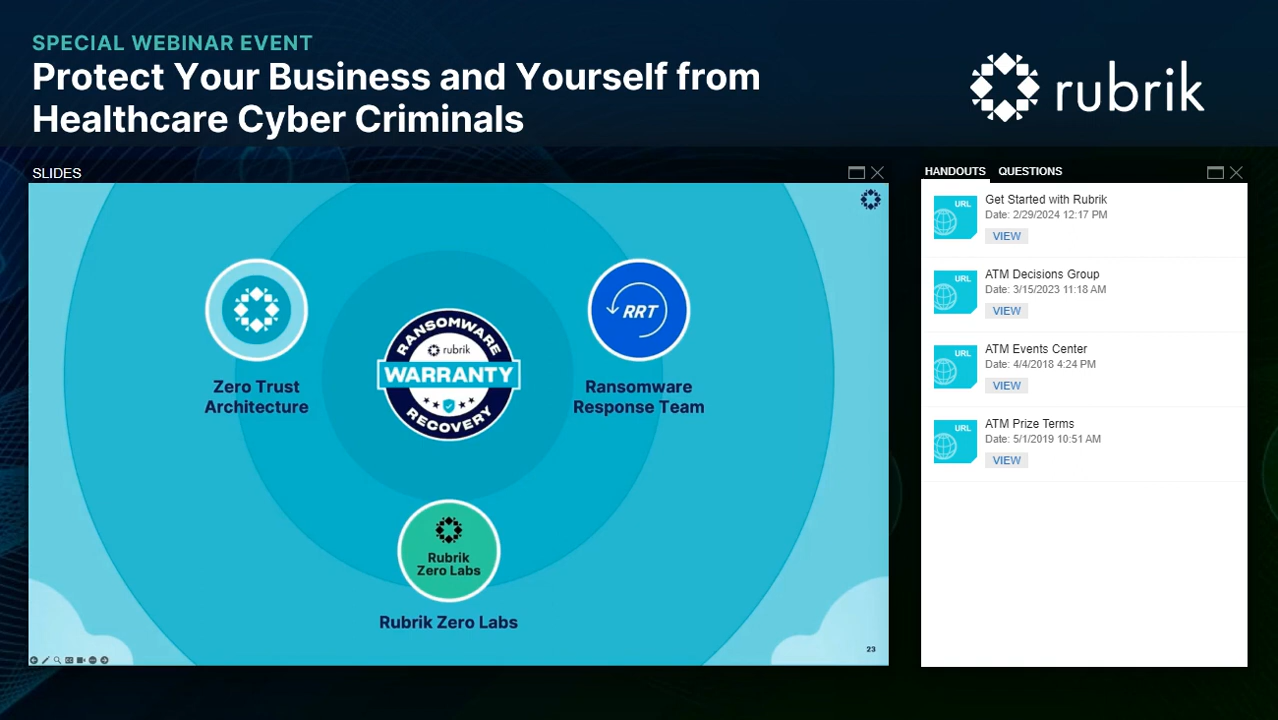 SPECIAL WEBINAR EVENT
Protect Your Business and Yourself from
Healthcare Cyber Criminals
rubrik
SLIDES
Zero Trust
Architecture
RANSOMWARE
rubrik
WARRANTY
RECOVERY
RRT
Ransomware
Response Team
Rubrik
Zero Labs
Rubrik Zero Labs
23
HANDOUTS QUESTIONS
URL
Get Started with Rubrik
Date: 2/29/2024 12:17 PM
VIEW
URL
ATM Decisions Group
Date: 3/15/2023 11:18 AM
VIEW
URL
ATM Events Center
Date: 4/4/2018 4:24 PM
VIEW
URL
ATM Prize Terms
Date: 5/1/2019 10:51 AM
VIEW